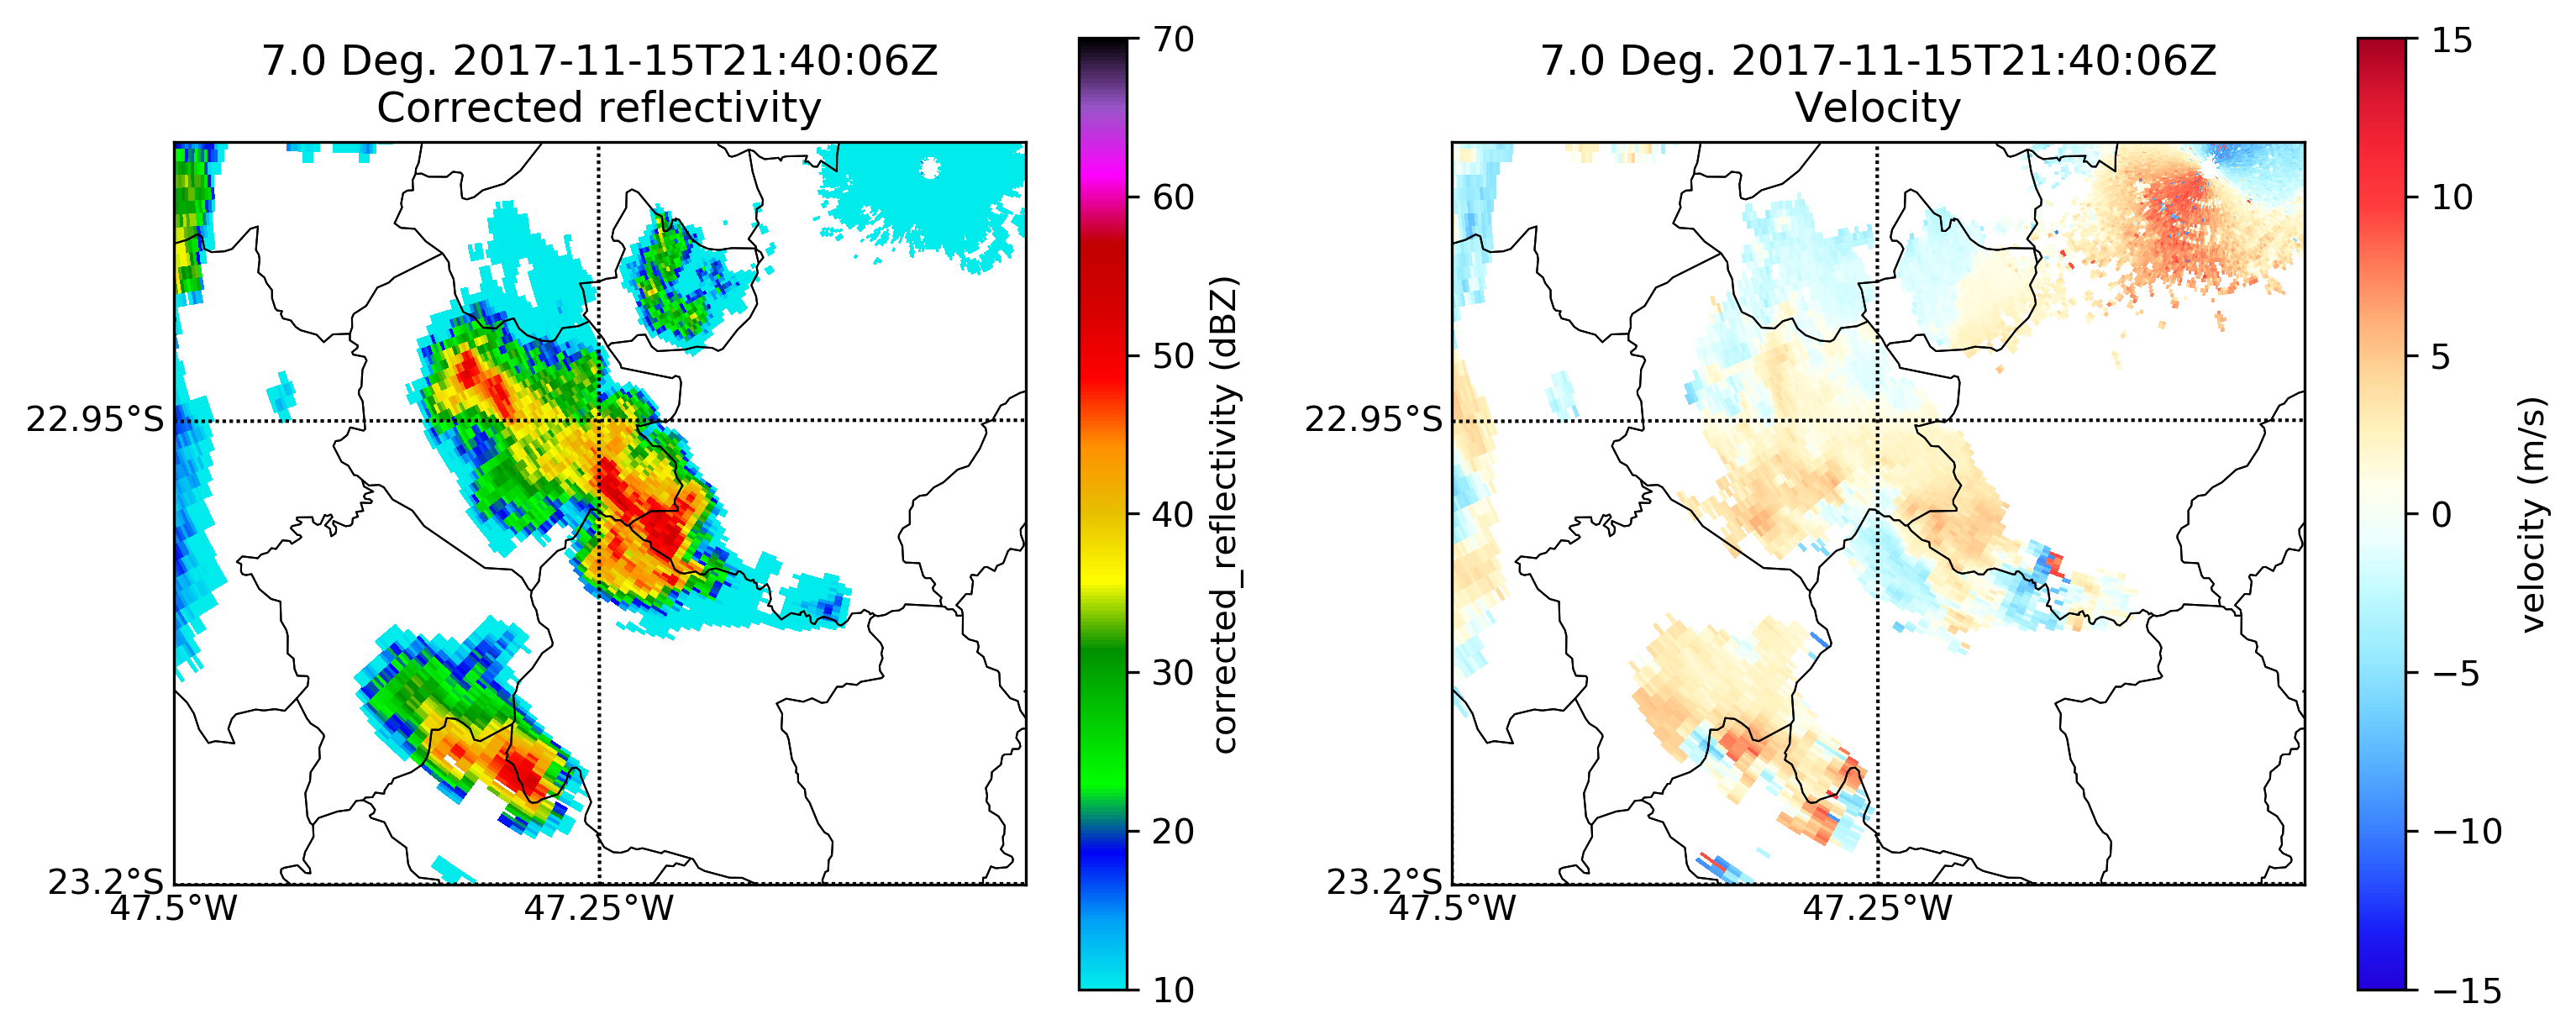 7.0 Deg. 2017-11-15T21:40:06Z
Corrected reflectivity
22.95°S
23.2°S
47.5°W
47.25°W
70
60
50
40
30
20
10
corrected_reflectivity (dBZ)
7.0 Deg. 2017-11-15T21:40:06Z
Velocity
22.95°S
23.2°S
47.5°W
47.25°W
15
10
5
0
−5
−10
−15
velocity (m/s)